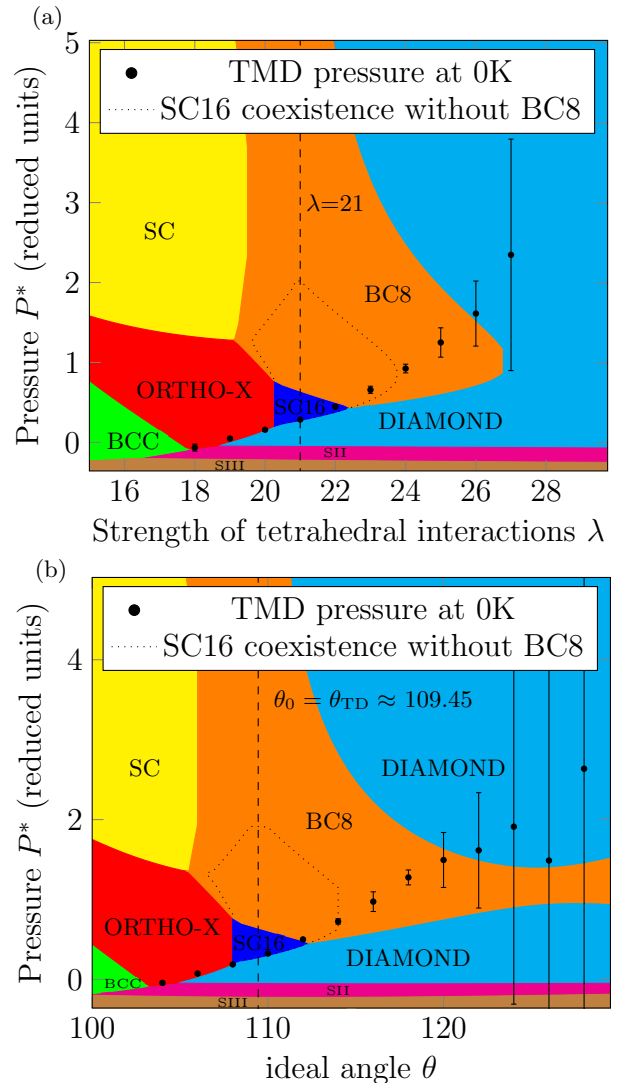 (a)
5
4
3
2
1
0
Pressure P* (reduced units)
TMD pressure at 0K
SC16 coexistence without BC8
λ=21
SC
BC8
ORTHO-X
SC16
DIAMOND
BCC
SII
SIII
16 18 20 22 24 26 28
Strength of tetrahedral interactions λ
(b)
4
2
0
Pressure P* (reduced units)
TMD pressure at 0K
SC16 coexistence without BC8
θ₀ = θ_TD ≈ 109.45
SC
DIAMOND
BC8
ORTHO-X
SC16
DIAMOND
BCC
SII
SIII
100 110 120
ideal angle θ